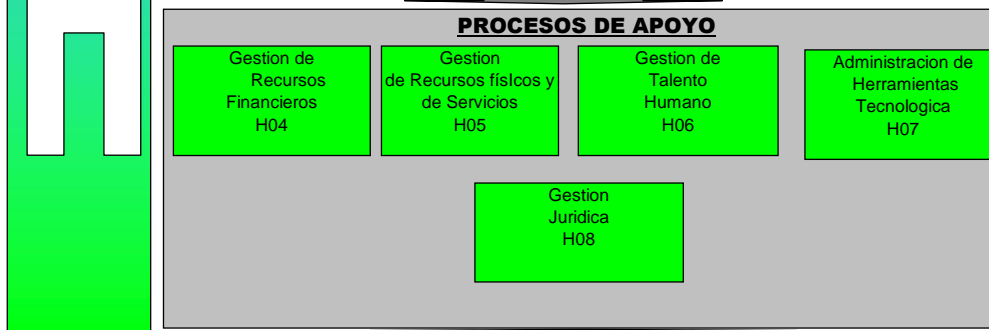 PROCESOS DE APOYO
Gestion de
Recursos
Financieros
H04
Gestion
de Recursos físIcos y
de Servicios
H05
Gestion de
Talento
Humano
H06
Administracion de
Herramientas
Tecnologica
H07
Gestion
Juridica
H08